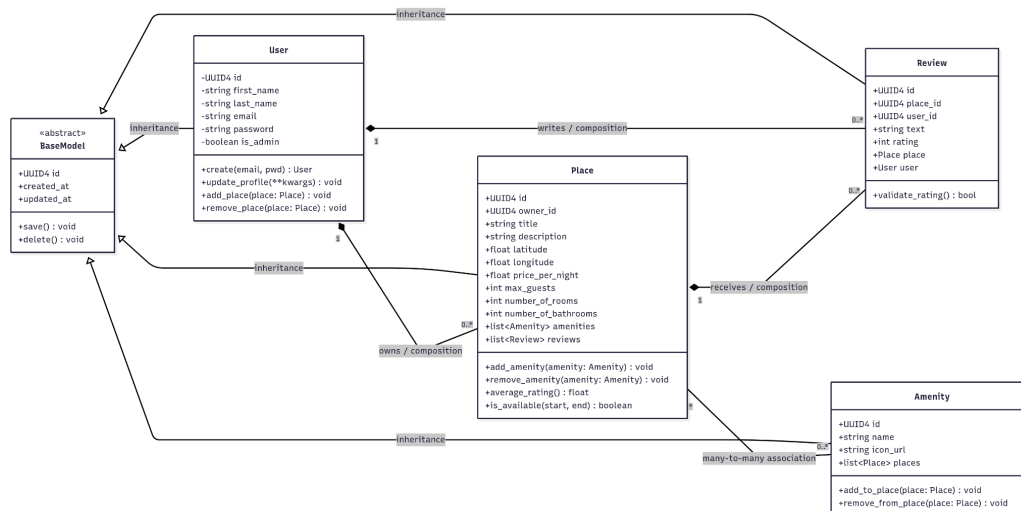 inheritance
User
-UUID4 id
-string first_name
-string last_name
-string email
-string password
-boolean is_admin
+create(email, pwd) : User
+update_profile(**kwargs) : void
+add_place(place: Place) : void
+remove_place(place: Place) : void
Review
+UUID4 id
+UUID4 place_id
+UUID4 user_id
+string text
+int rating
+Place place
+User user
+validate_rating() : bool
«abstract»
BaseModel
+UUID4 id
+created_at
+updated_at
+save() : void
+delete() : void
inheritance
writes / composition
1
0..*
Place
+UUID4 id
+UUID4 owner_id
+string title
+string description
+float latitude
+float longitude
+float price_per_night
+int max_guests
+int number_of_rooms
+int number_of_bathrooms
+list<Amenity> amenities
+list<Review> reviews
+add_amenity(amenity: Amenity) : void
+remove_amenity(amenity: Amenity) : void
+average_rating() : float
+is_available(start, end) : boolean
0..*
1
inheritance
receives / composition
1
0..*
owns / composition
*
Amenity
+UUID4 id
+string name
+string icon_url
+list<Place> places
+add_to_place(place: Place) : void
+remove_from_place(place: Place) : void
inheritance
0..*
many-to-many association